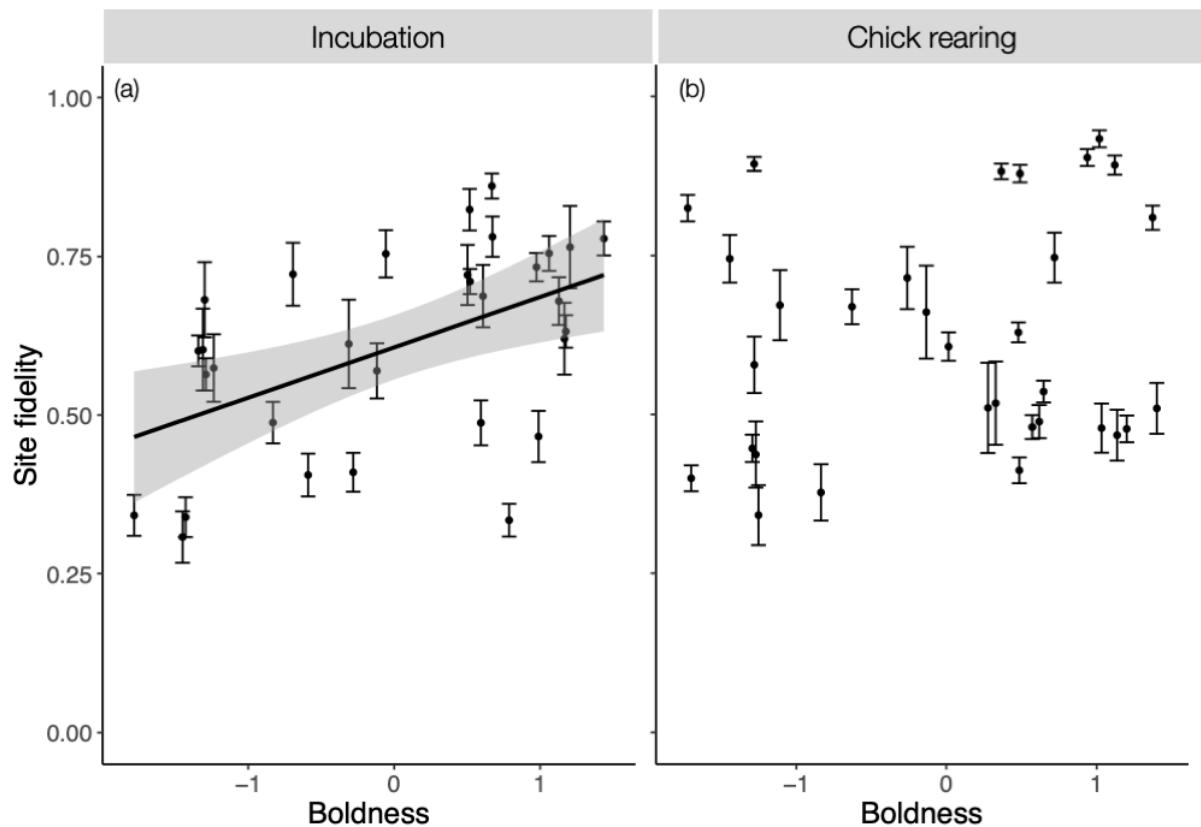 Incubation
Chick rearing
(a)
(b)
1.00
0.75
0.50
0.25
0.00
Site fidelity
−1
0
1
−1
0
1
Boldness
Boldness